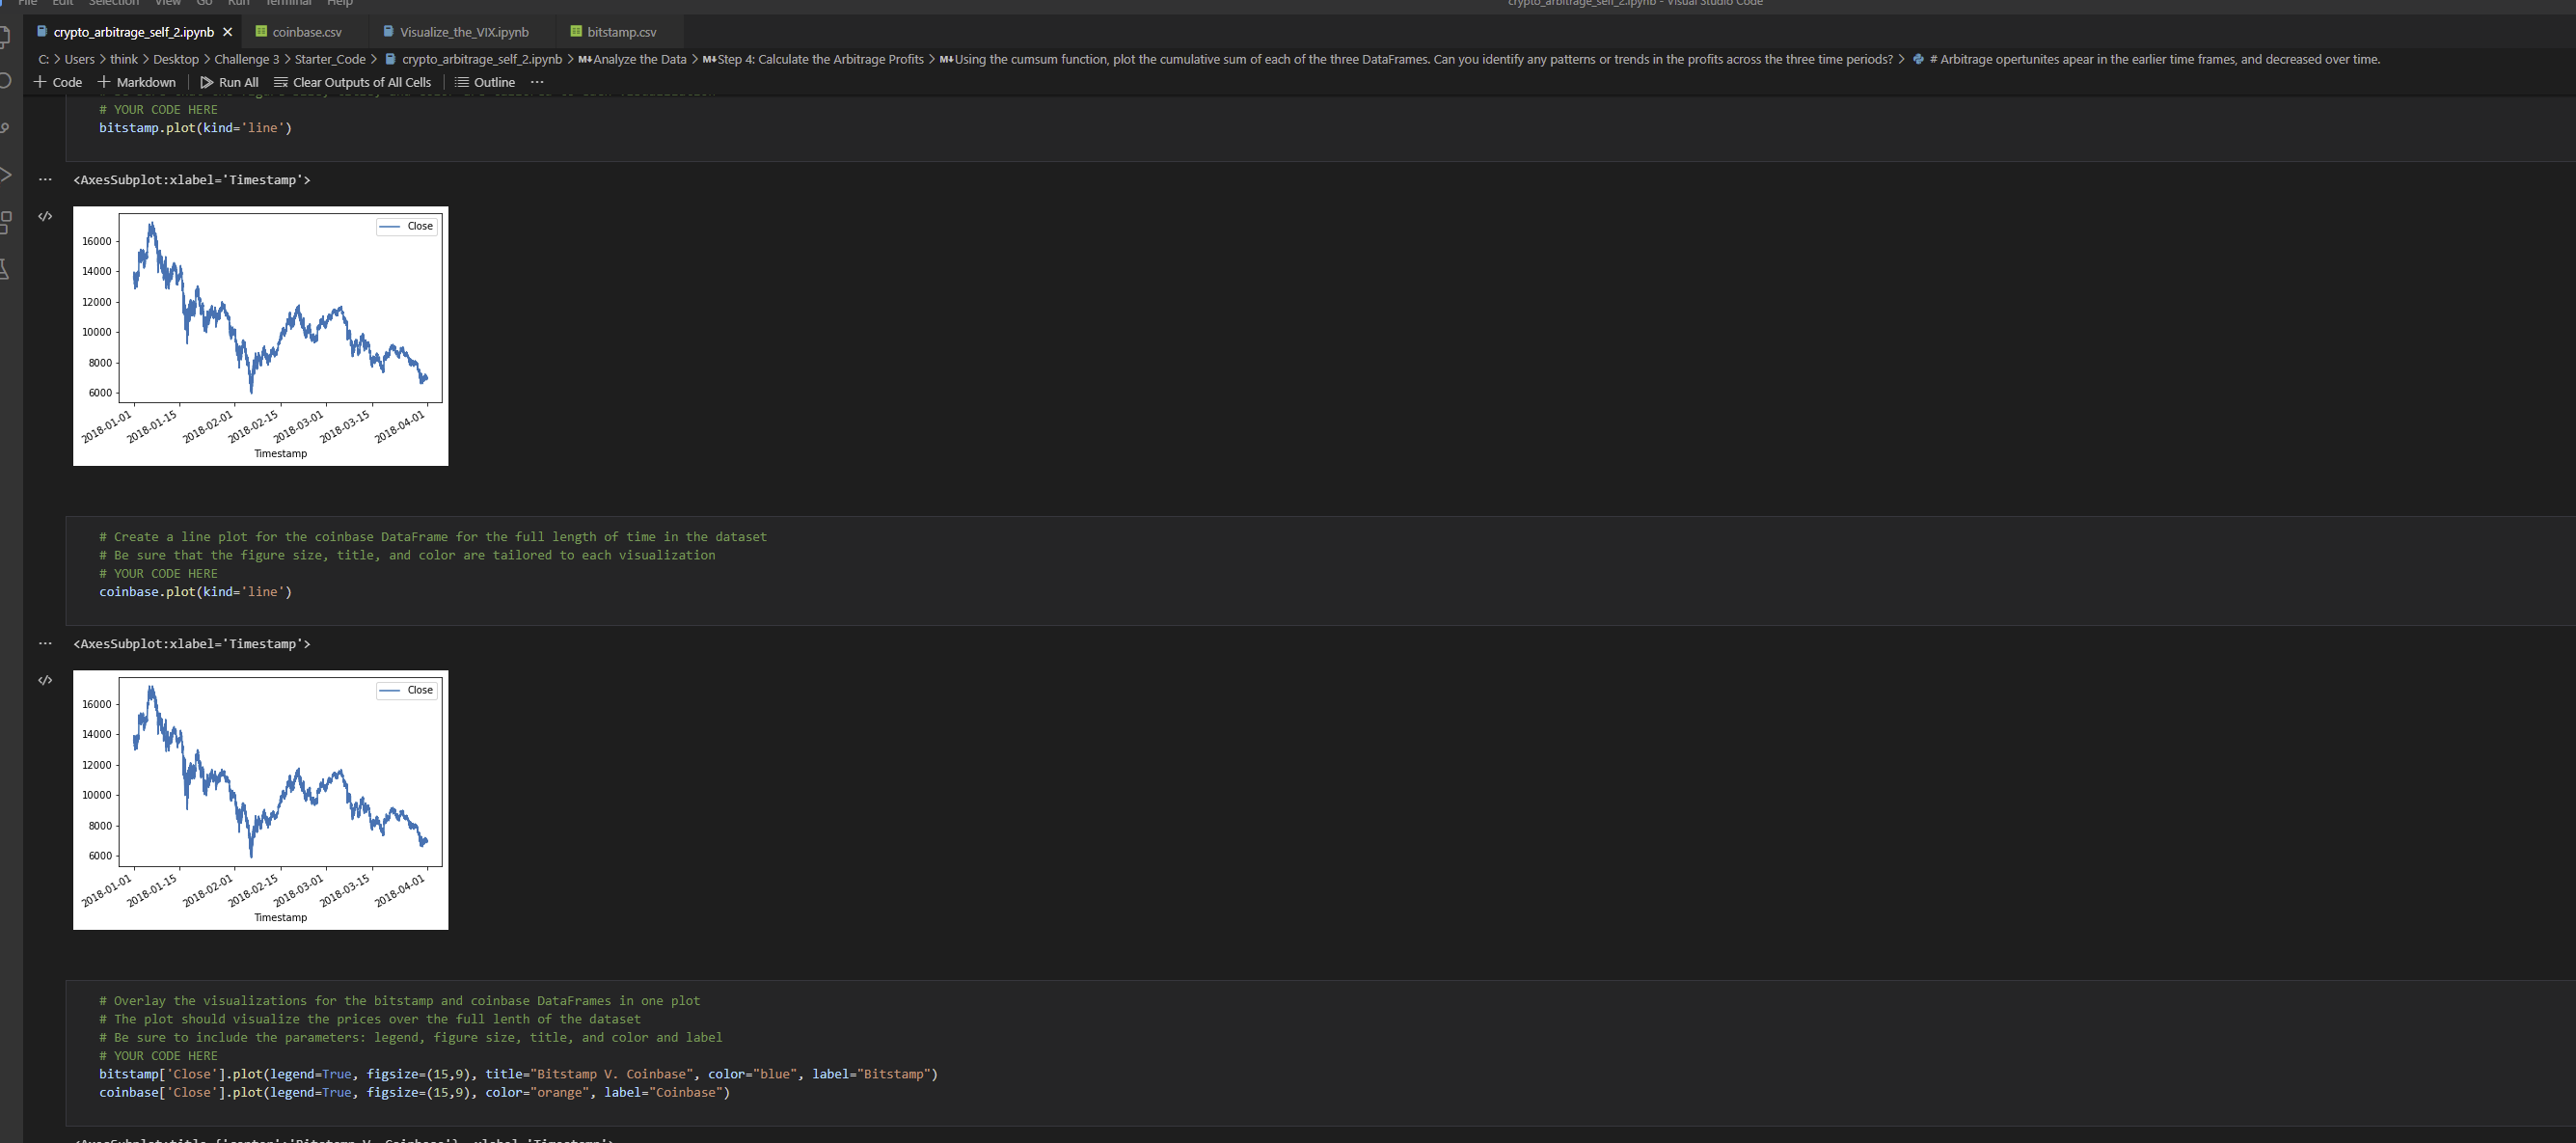 File Edit Selection View Go Run Terminal Help
crypto_arbitrage_self_2.ipynb - Visual Studio Code
crypto_arbitrage_self_2.ipynb coinbase.csv Visualize_the_VIX.ipynb bitstamp.csv
C: > Users > think > Desktop > Challenge 3 > Starter_Code > crypto_arbitrage_self_2.ipynb > M↓Analyze the Data > M↓Step 4: Calculate the Arbitrage Profits > M↓Using the cumsum function, plot the cumulative sum of each of the three DataFrames. Can you identify any patterns or trends in the profits across the three time periods? > # Arbitrage opertunites apear in the earlier time frames, and decreased over time.
+ Code + Markdown | Run All Clear Outputs of All Cells | Outline ...
# YOUR CODE HERE
bitstamp.plot(kind='line')
<AxesSubplot:xlabel='Timestamp'>
Close
16000
14000
12000
10000
8000
6000
2018-01-01 2018-01-15 2018-02-01 2018-02-15 2018-03-01 2018-03-15 2018-04-01
Timestamp
# Create a line plot for the coinbase DataFrame for the full length of time in the dataset
# Be sure that the figure size, title, and color are tailored to each visualization
# YOUR CODE HERE
coinbase.plot(kind='line')
<AxesSubplot:xlabel='Timestamp'>
Close
16000
14000
12000
10000
8000
6000
2018-01-01 2018-01-15 2018-02-01 2018-02-15 2018-03-01 2018-03-15 2018-04-01
Timestamp
# Overlay the visualizations for the bitstamp and coinbase DataFrames in one plot
# The plot should visualize the prices over the full lenth of the dataset
# Be sure to include the parameters: legend, figure size, title, and color and label
# YOUR CODE HERE
bitstamp['Close'].plot(legend=True, figsize=(15,9), title="Bitstamp V. Coinbase", color="blue", label="Bitstamp")
coinbase['Close'].plot(legend=True, figsize=(15,9), color="orange", label="Coinbase")